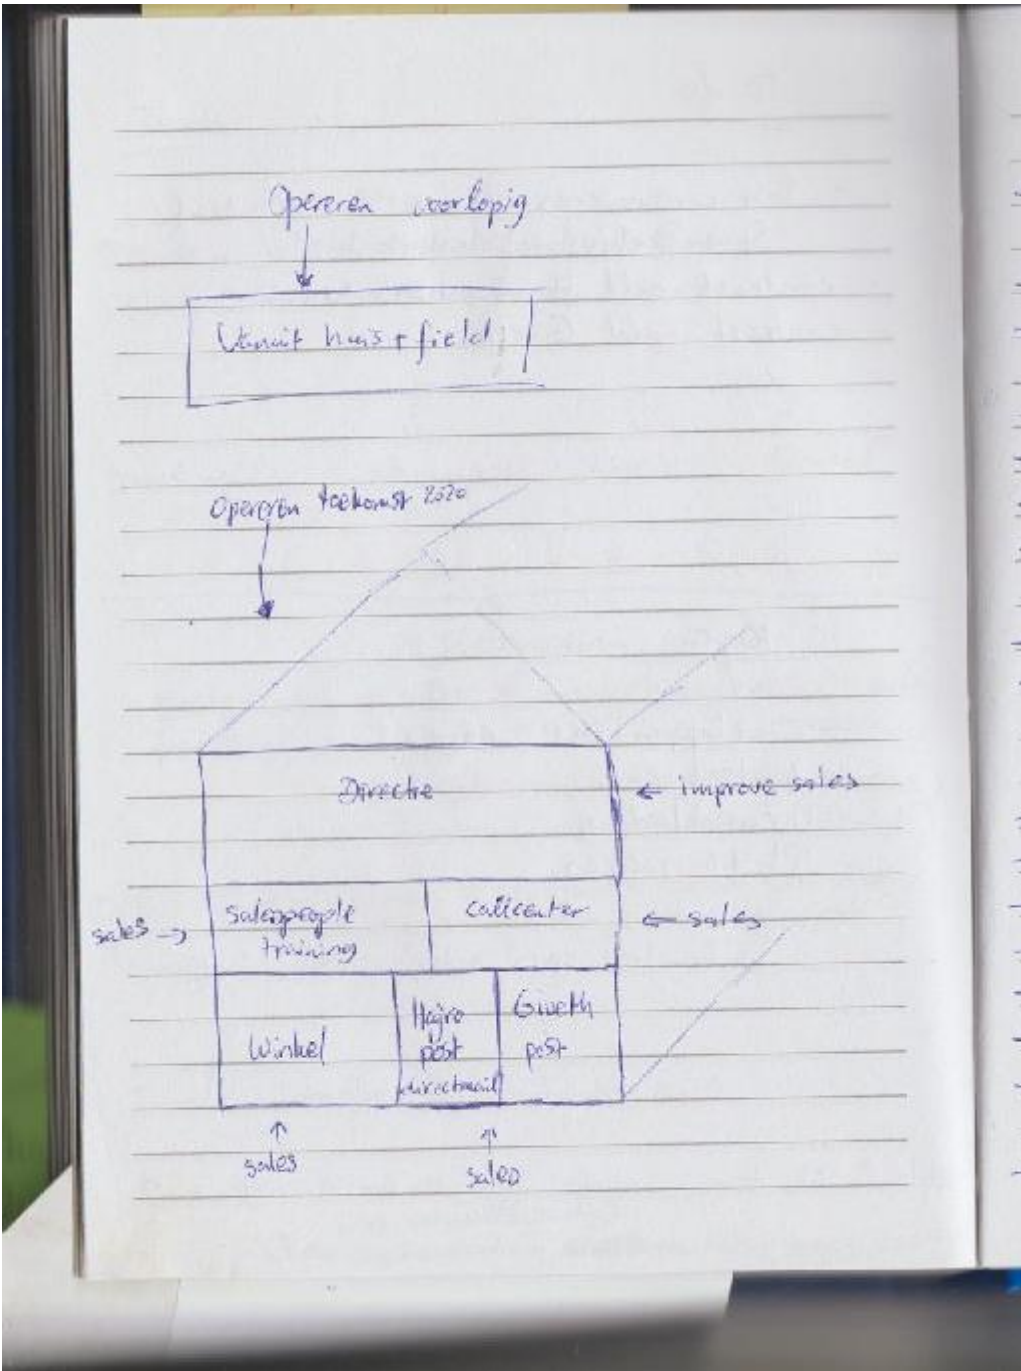 Opereren voorlopig
Vanuit huis + field
Opereren toekomst 2020
Directie
← improve sales
sales →
salespeople
training
callcenter
← sales
Winkel
Hajro
post
directmail
post
↑
sales
↑
sales